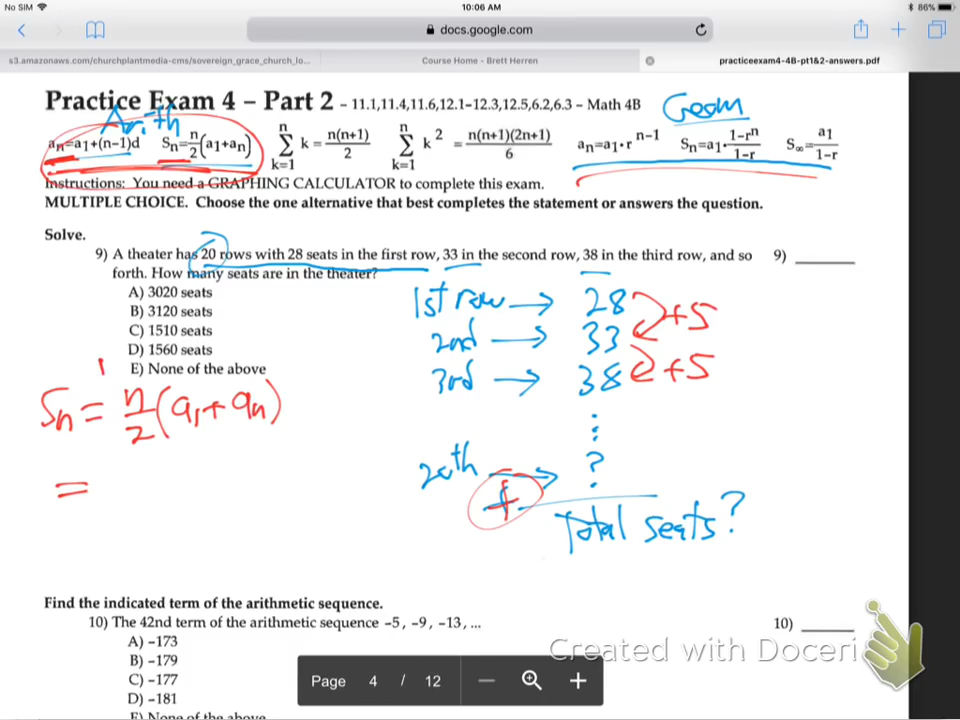 No SIM 10:06 AM 86%
docs.google.com
s3.amazonaws.com/churchplantmedia-cms/sovereign_grace_church_lo... Course Home - Brett Herren practiceexam4-4B-pt1&2-answers.pdf
Practice Exam 4 – Part 2 - 11.1,11.4,11.6,12.1–12.3,12.5,6.2,6.3 – Math 4B
Arith Geom
an=a1+(n–1)d Sn=n/2(a1+an) n∑k=1 k = n(n+1)/2 n∑k=1 k² = n(n+1)(2n+1)/6 an=a1·r^n–1 Sn=a1·(1–r^n)/(1–r) S∞=a1/(1–r)
Instructions: You need a GRAPHING CALCULATOR to complete this exam.
MULTIPLE CHOICE. Choose the one alternative that best completes the statement or answers the question.
Solve.
9) A theater has 20 rows with 28 seats in the first row, 33 in the second row, 38 in the third row, and so 9) ______
forth. How many seats are in the theater?
A) 3020 seats
B) 3120 seats
C) 1510 seats
D) 1560 seats
E) None of the above
1st row → 28
+5
2nd → 33
+5
3rd → 38
⋮
20th → ?
+
Total seats?
Sn = n/2(a1+an)
=
Find the indicated term of the arithmetic sequence.
10) The 42nd term of the arithmetic sequence –5, –9, –13, ... 10) ______
A) –173
B) –179
C) –177
D) –181
E) None of the above
Created with Doceri
Page 4 / 12 — +